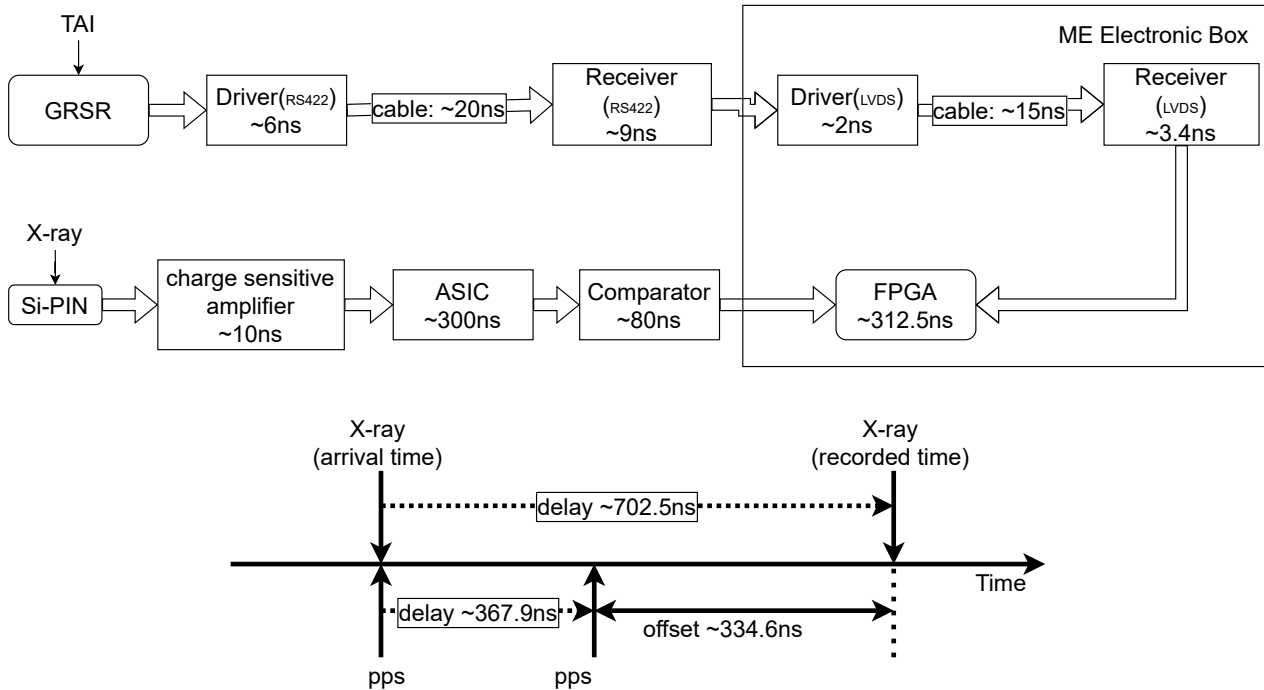 TAI
ME Electronic Box
GRSR
Driver(RS422)
~6ns
cable: ~20ns
Receiver
(RS422)
~9ns
Driver(LVDS)
~2ns
cable: ~15ns
Receiver
(LVDS)
~3.4ns
X-ray
Si-PIN
charge sensitive
amplifier
~10ns
ASIC
~300ns
Comparator
~80ns
FPGA
~312.5ns
X-ray
(arrival time)
X-ray
(recorded time)
delay ~702.5ns
Time
delay ~367.9ns
offset ~334.6ns
pps
pps